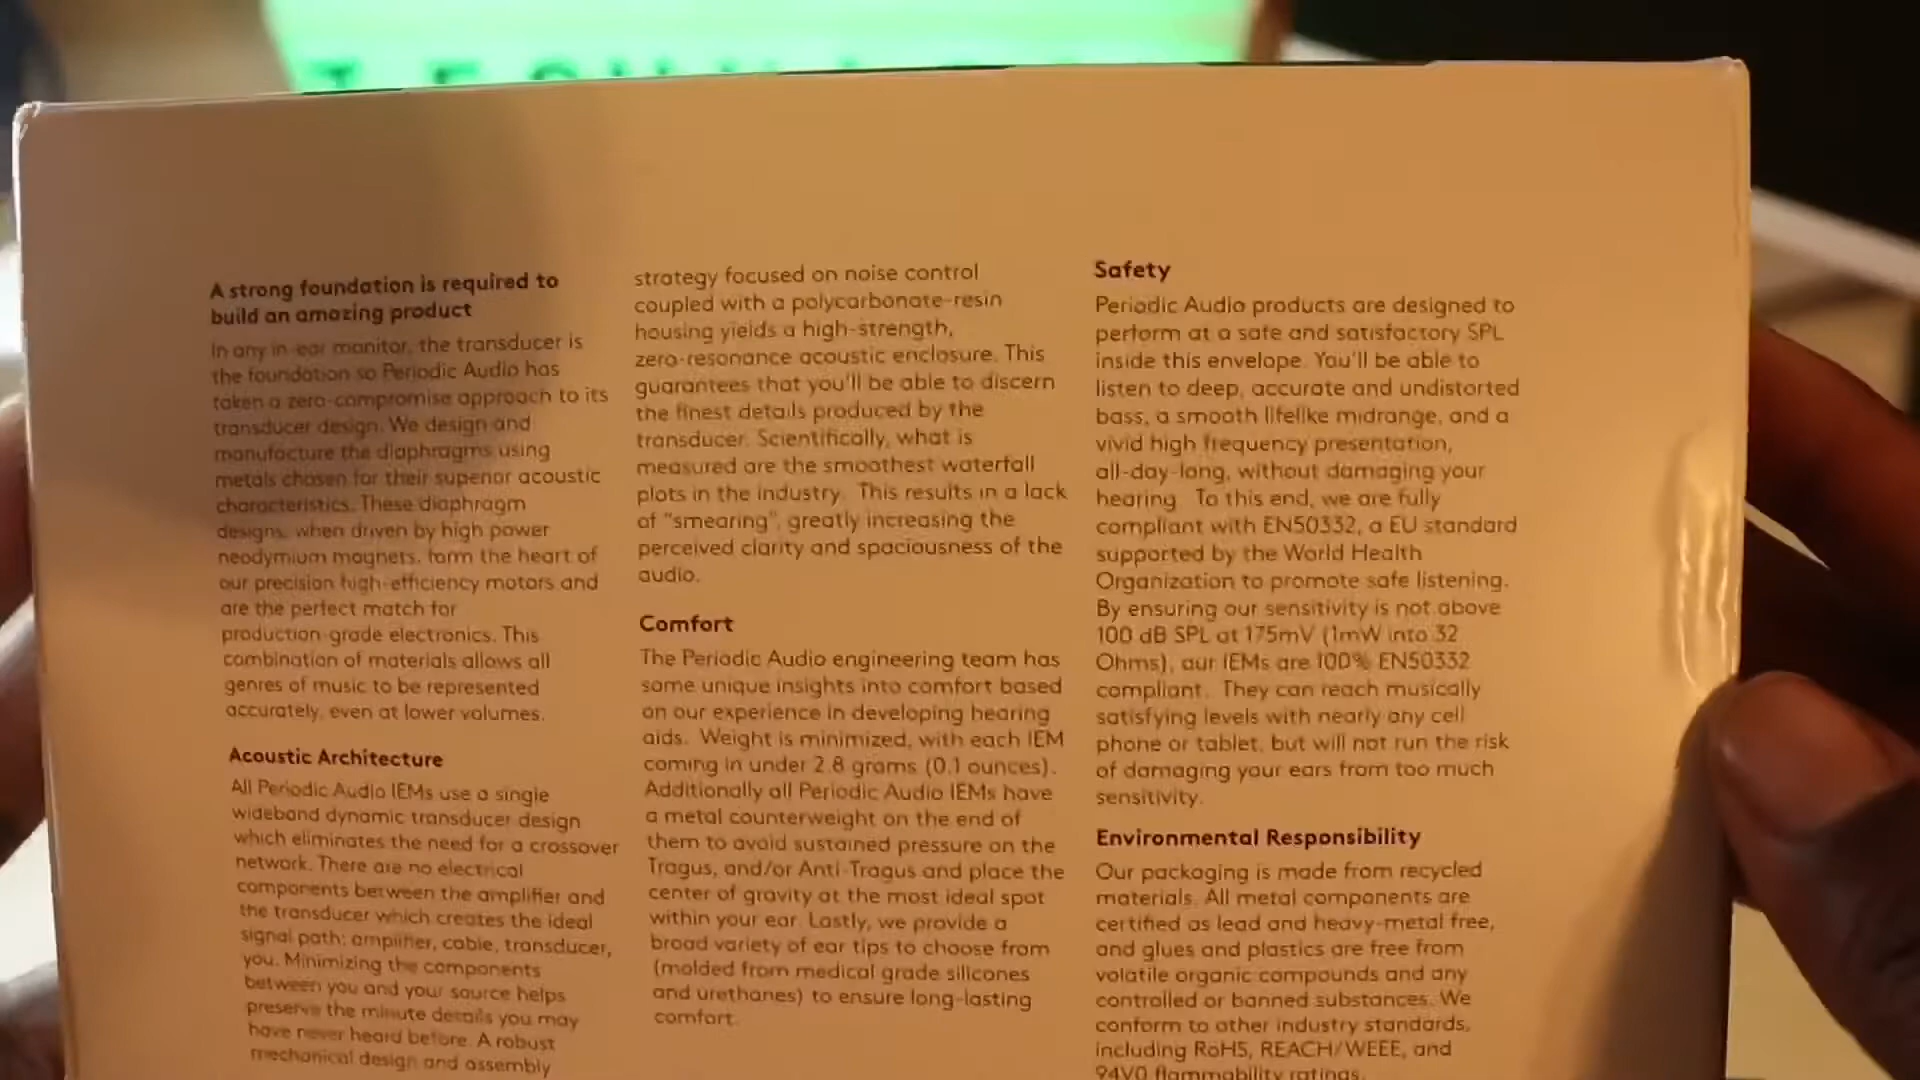 A strong foundation is required to
build an amazing product
In any in-ear monitor, the transducer is
the foundation so Periodic Audio has
taken a zero-compromise approach to its
transducer design. We design and
manufacture the diaphragms using
metals chosen for their superior acoustic
characteristics. These diaphragm
designs, when driven by high power
neodymium magnets, form the heart of
our precision high-efficiency motors and
are the perfect match for
production-grade electronics. This
combination of materials allows all
genres of music to be represented
accurately, even at lower volumes.
Acoustic Architecture
All Periodic Audio IEMs use a single
wideband dynamic transducer design
which eliminates the need for a crossover
network. There are no electrical
components between the amplifier and
the transducer which creates the ideal
signal path: amplifier, cable, transducer,
you. Minimizing the components
between you and your source helps
preserve the minute details you may
have never heard before. A robust
mechanical design and assembly
strategy focused on noise control
coupled with a polycarbonate-resin
housing yields a high-strength,
zero-resonance acoustic enclosure. This
guarantees that you'll be able to discern
the finest details produced by the
transducer. Scientifically, what is
measured are the smoothest waterfall
plots in the industry. This results in a lack
of "smearing", greatly increasing the
perceived clarity and spaciousness of the
audio.
Comfort
The Periodic Audio engineering team has
some unique insights into comfort based
on our experience in developing hearing
aids. Weight is minimized, with each IEM
coming in under 2.8 grams (0.1 ounces).
Additionally all Periodic Audio IEMs have
a metal counterweight on the end of
them to avoid sustained pressure on the
Tragus, and/or Anti-Tragus and place the
center of gravity at the most ideal spot
within your ear. Lastly, we provide a
broad variety of ear tips to choose from
(molded from medical grade silicones
and urethanes) to ensure long-lasting
comfort.
Safety
Periodic Audio products are designed to
perform at a safe and satisfactory SPL
inside this envelope. You'll be able to
listen to deep, accurate and undistorted
bass, a smooth lifelike midrange, and a
vivid high frequency presentation,
all-day-long, without damaging your
hearing. To this end, we are fully
compliant with EN50332, a EU standard
supported by the World Health
Organization to promote safe listening.
By ensuring our sensitivity is not above
100 dB SPL at 175mV (1mW into 32
Ohms), our IEMs are 100% EN50332
compliant. They can reach musically
satisfying levels with nearly any cell
phone or tablet, but will not run the risk
of damaging your ears from too much
sensitivity.
Environmental Responsibility
Our packaging is made from recycled
materials. All metal components are
certified as lead and heavy-metal free,
and glues and plastics are free from
volatile organic compounds and any
controlled or banned substances. We
conform to other industry standards,
including RoHS, REACH/WEEE, and
94V0 flammability ratings.